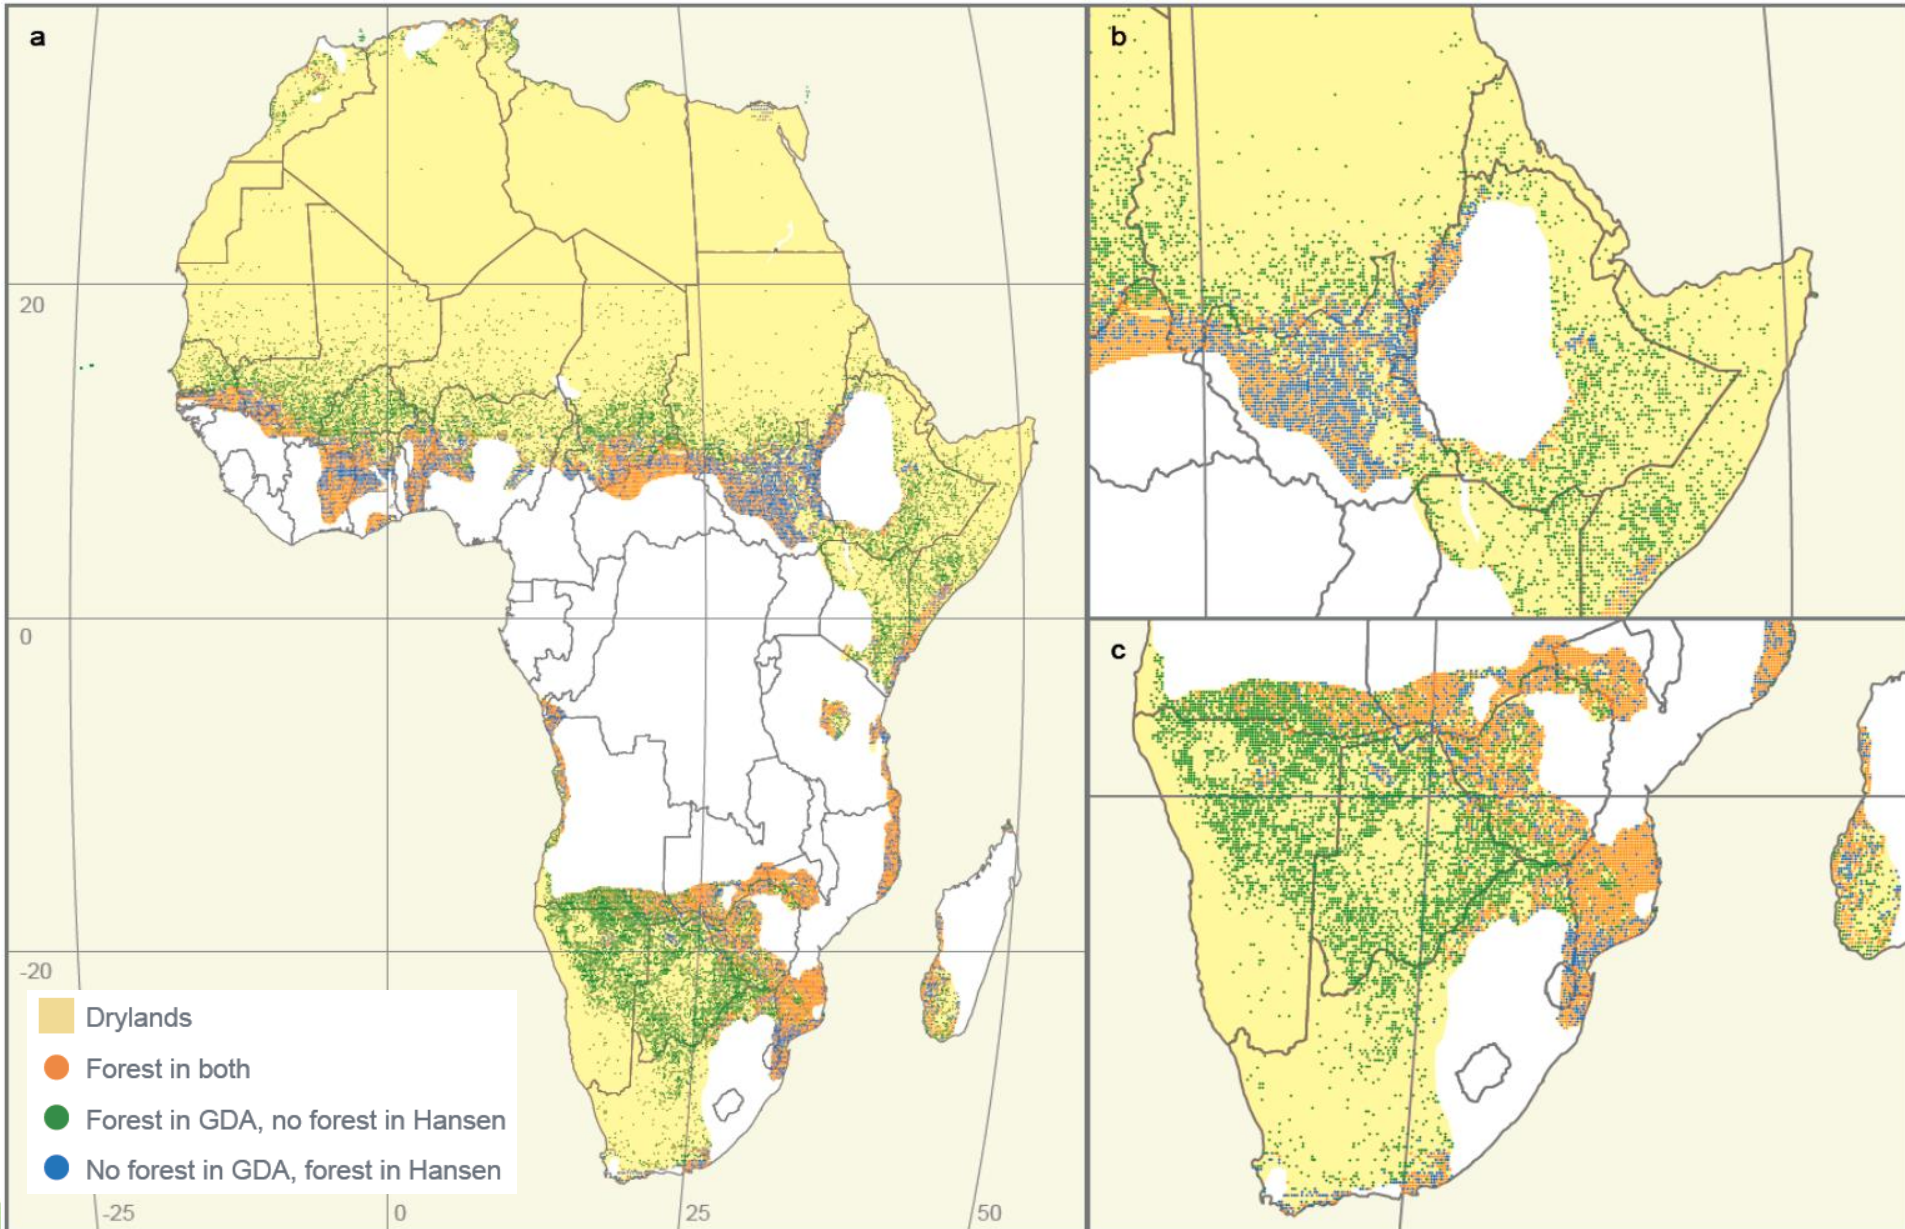 a
b
c
20
0
-20
Drylands
Forest in both
Forest in GDA, no forest in Hansen
No forest in GDA, forest in Hansen
-25
0
25
50